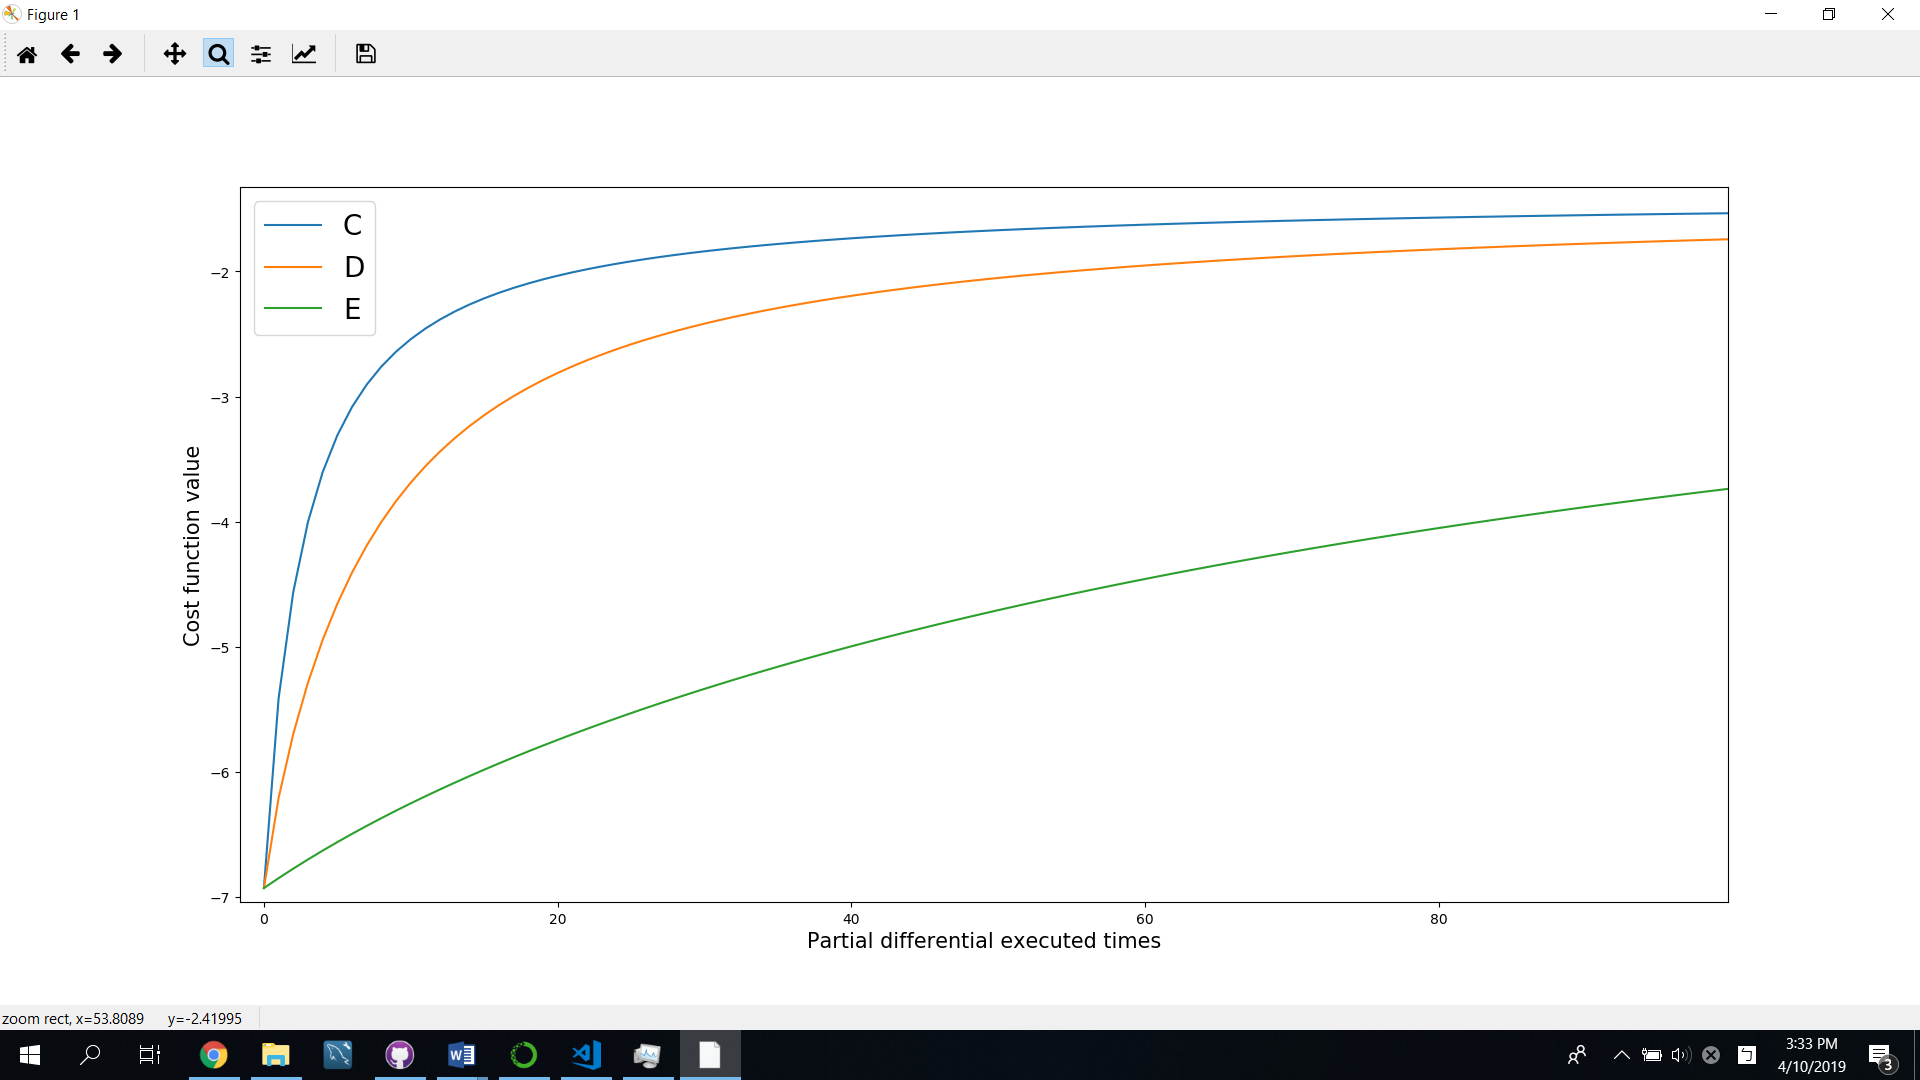 Figure 1
C
D
E
−2
−3
−4
−5
−6
−7
Cost function value
0 20 40 60 80
Partial differential executed times
zoom rect, x=53.8089 y=-2.41995
3:33 PM
4/10/2019
3